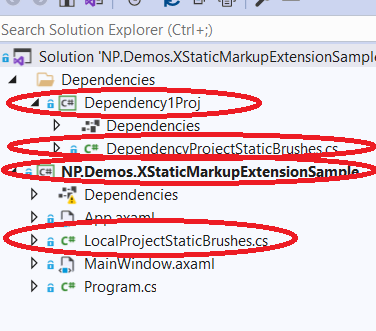 Search Solution Explorer (Ctrl+;)
Solution 'NP.Demos.XStaticMarkupExtensionSample
Dependencies
C# Dependency1Proj
Dependencies
C# DependencyProjectStaticBrushes.cs
C# NP.Demos.XStaticMarkupExtensionSample
Dependencies
App.axaml
C# LocalProjectStaticBrushes.cs
MainWindow.axaml
C# Program.cs